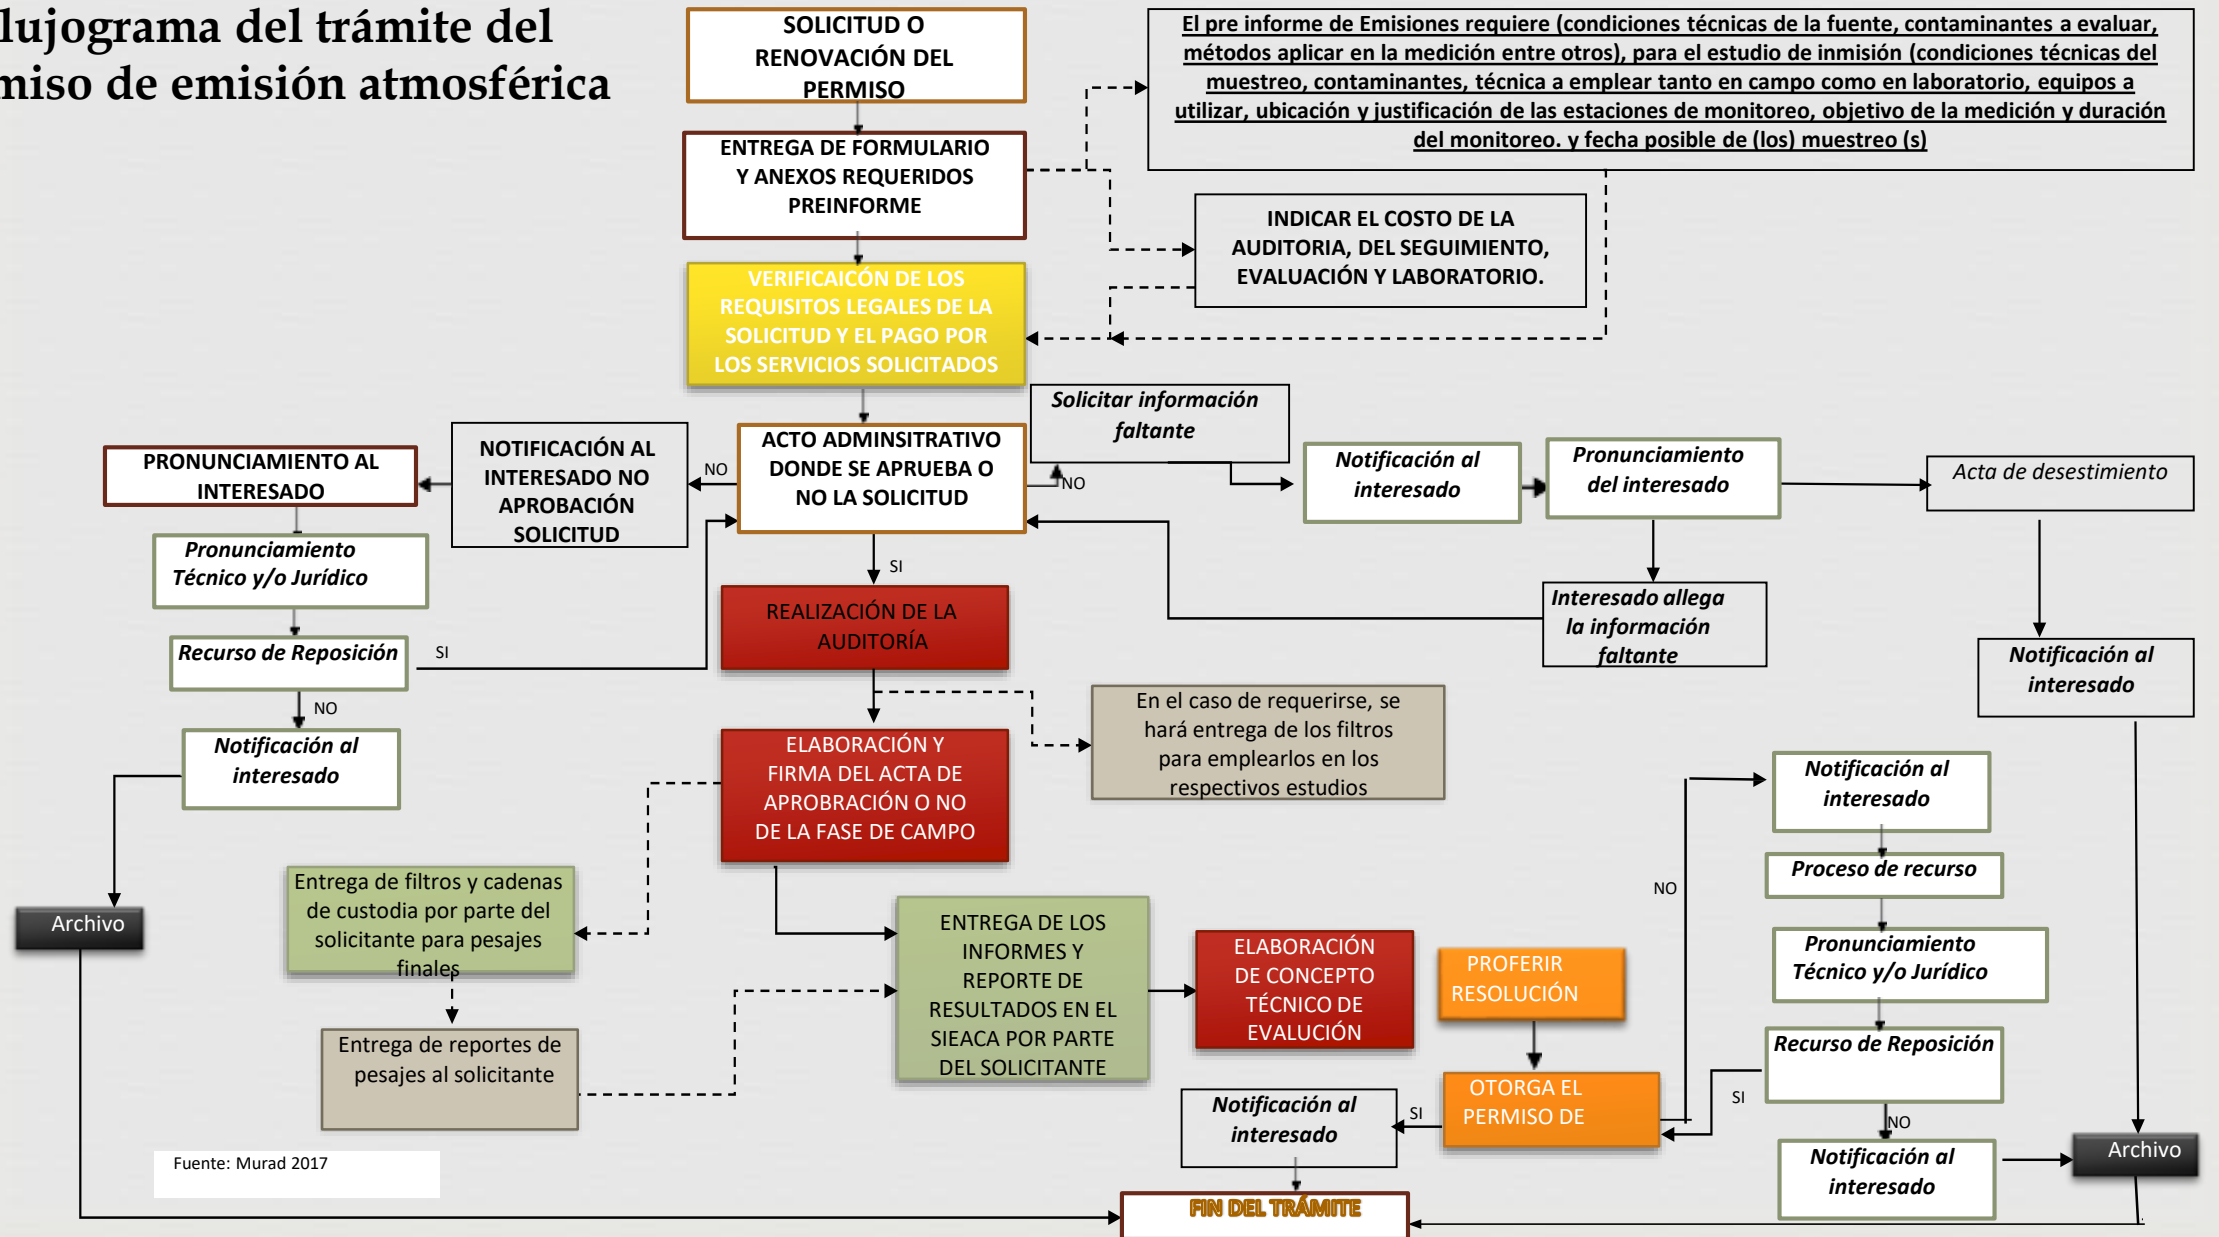 lujograma del trámite del
miso de emisión atmosférica
SOLICITUD O
RENOVACIÓN DEL
PERMISO
El pre informe de Emisiones requiere (condiciones técnicas de la fuente, contaminantes a evaluar,
métodos aplicar en la medición entre otros), para el estudio de inmisión (condiciones técnicas del
muestreo, contaminantes, técnica a emplear tanto en campo como en laboratorio, equipos a
utilizar, ubicación y justificación de las estaciones de monitoreo, objetivo de la medición y duración
del monitoreo. y fecha posible de (los) muestreo (s)
ENTREGA DE FORMULARIO
Y ANEXOS REQUERIDOS
PREINFORME
INDICAR EL COSTO DE LA
AUDITORIA, DEL SEGUIMIENTO,
EVALUACIÓN Y LABORATORIO.
VERIFICAICÓN DE LOS
REQUISITOS LEGALES DE LA
SOLICITUD Y EL PAGO POR
LOS SERVICIOS SOLICITADOS
Solicitar información
faltante
PRONUNCIAMIENTO AL
INTERESADO
NOTIFICACIÓN AL
INTERESADO NO
APROBACIÓN
SOLICITUD
NO
ACTO ADMINSITRATIVO
DONDE SE APRUEBA O
NO LA SOLICITUD
NO
Notificación al
interesado
Pronunciamiento
del interesado
Acta de desestimiento
Pronunciamiento
Técnico y/o Jurídico
SI
REALIZACIÓN DE LA
AUDITORÍA
Interesado allega
la información
faltante
Recurso de Reposición
SI
Notificación al
interesado
NO
Notificación al
interesado
ELABORACIÓN Y
FIRMA DEL ACTA DE
APROBRACIÓN O NO
DE LA FASE DE CAMPO
En el caso de requerirse, se
hará entrega de los filtros
para emplearlos en los
respectivos estudios
Notificación al
interesado
Proceso de recurso
NO
Entrega de filtros y cadenas
de custodia por parte del
solicitante para pesajes
finales
Archivo
ENTREGA DE LOS
INFORMES Y
REPORTE DE
RESULTADOS EN EL
SIEACA POR PARTE
DEL SOLICITANTE
ELABORACIÓN
DE CONCEPTO
TÉCNICO DE
EVALUCIÓN
PROFERIR
RESOLUCIÓN
Pronunciamiento
Técnico y/o Jurídico
Entrega de reportes de
pesajes al solicitante
Recurso de Reposición
OTORGA EL
PERMISO DE
SI
SI
Notificación al
interesado
NO
Notificación al
interesado
Archivo
Fuente: Murad 2017
FIN DEL TRÁMITE